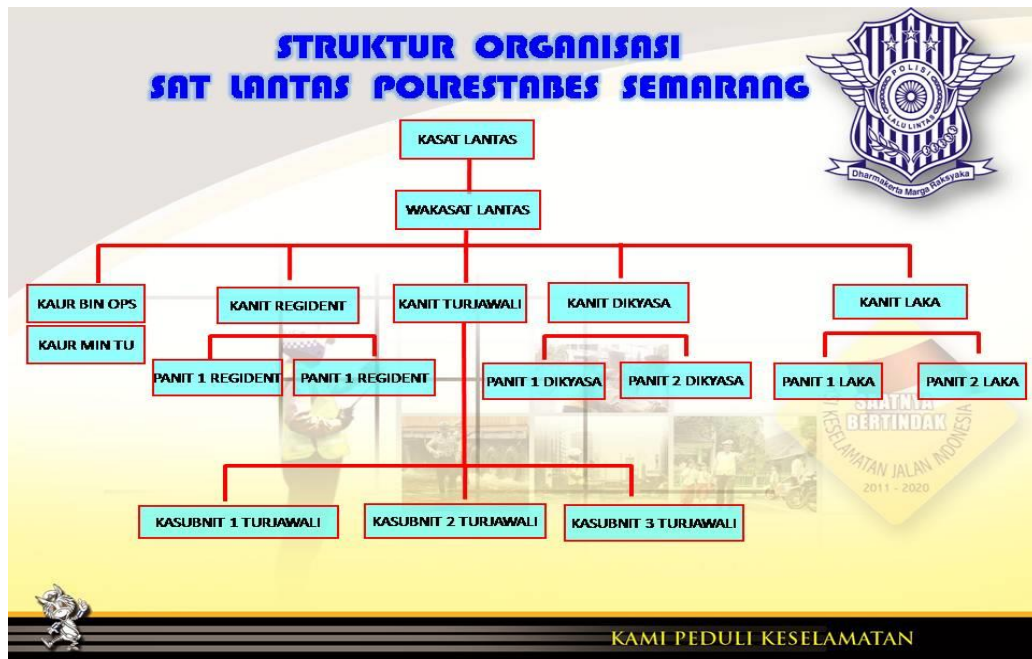 STRUKTUR ORGANISASI
SAT LANTAS POLRESTABES SEMARANG
POLISI
LALU LINTAS
Dharmakerta Marga Raksyaka
KASAT LANTAS
WAKASAT LANTAS
KAUR BIN OPS
KANIT REGIDENT
KANIT TURJAWALI
KANIT DIKYASA
KANIT LAKA
KAUR MIN TU
PANIT 1 REGIDENT
PANIT 1 REGIDENT
PANIT 1 DIKYASA
PANIT 2 DIKYASA
PANIT 1 LAKA
PANIT 2 LAKA
SAATNYA
BERTINDAK
KESELAMATAN JALAN INDONESIA
2011 - 2020
KASUBNIT 1 TURJAWALI
KASUBNIT 2 TURJAWALI
KASUBNIT 3 TURJAWALI
KAMI PEDULI KESELAMATAN